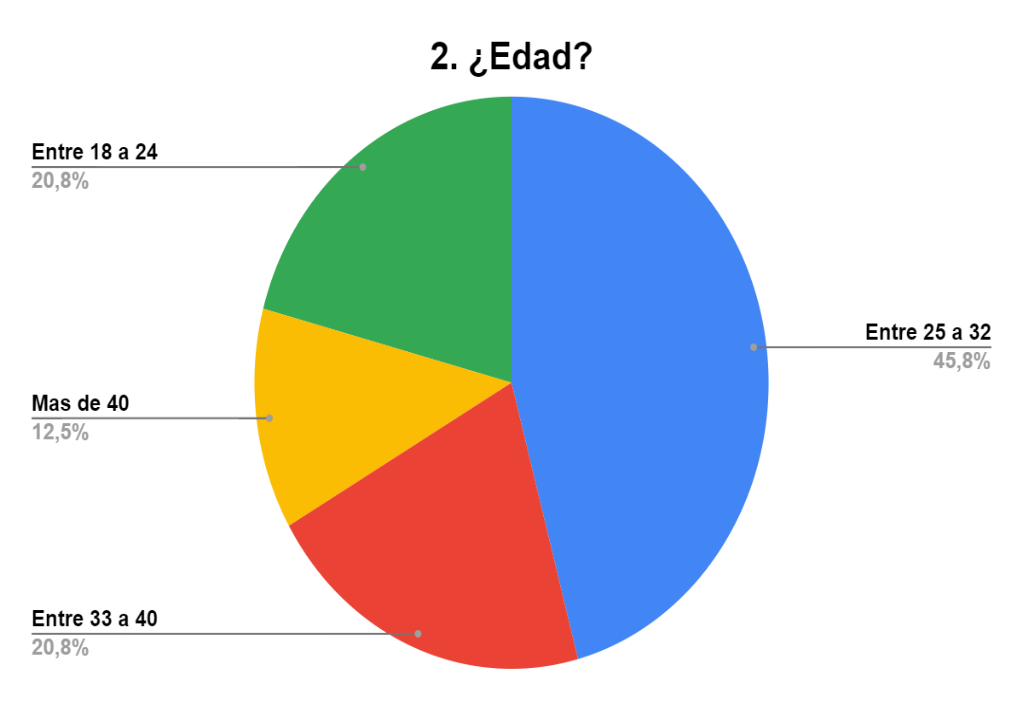 2. ¿Edad?
Entre 18 a 24
20,8%
Entre 25 a 32
45,8%
Mas de 40
12,5%
Entre 33 a 40
20,8%